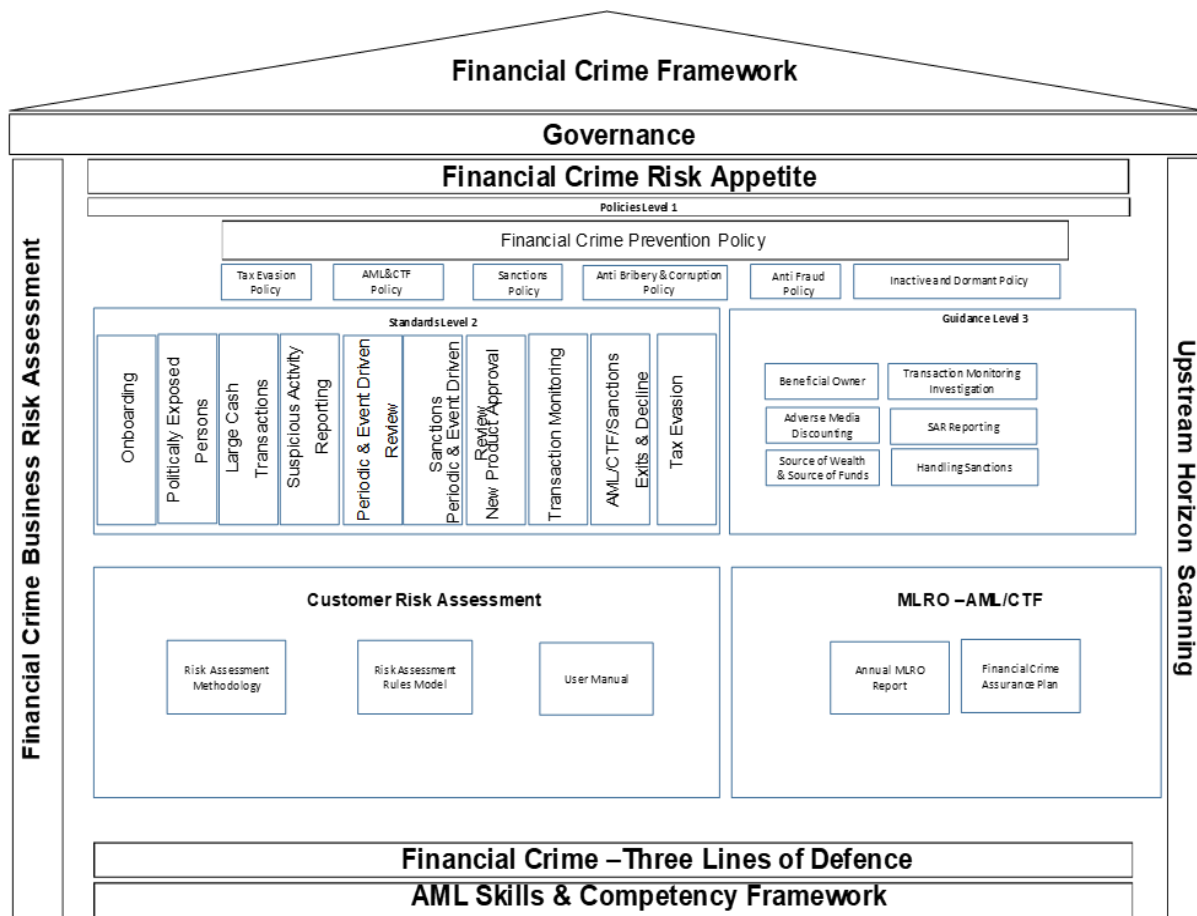 Financial Crime Framework
Governance
Financial Crime Risk Appetite
Policies Level 1
Financial Crime Prevention Policy
Tax Evasion
Policy
AML&CTF
Policy
Sanctions
Policy
Anti Bribery & Corruption
Policy
Anti Fraud
Policy
Inactive and Dormant Policy
Financial Crime Business Risk Assessment
Standards Level 2
Onboarding
Politically Exposed
Persons
Large Cash
Transactions
Suspicious Activity
Reporting
Periodic & Event Driven
Review
Sanctions
Periodic & Event Driven
Review
New Product Approval
Transaction Monitoring
AML/CTF/Sanctions
Exits & Decline
Tax Evasion
Guidance Level 3
Beneficial Owner
Transaction Monitoring
Investigation
Adverse Media
Discounting
SAR Reporting
Source of Wealth
& Source of Funds
Handling Sanctions
Upstream Horizon Scanning
Customer Risk Assessment
Risk Assessment
Methodology
Risk Assessment
Rules Model
User Manual
MLRO –AML/CTF
Annual MLRO
Report
Financial Crime
Assurance Plan
Financial Crime –Three Lines of Defence
AML Skills & Competency Framework